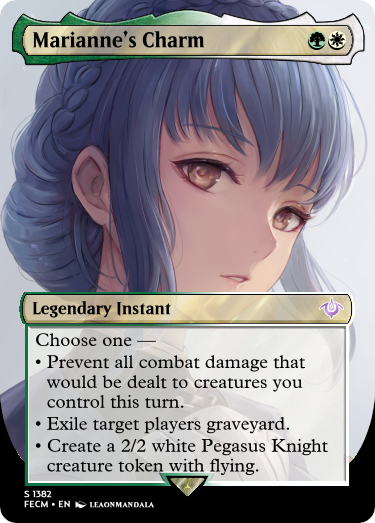 Marianne's Charm
Legendary Instant
Choose one —
• Prevent all combat damage that
would be dealt to creatures you
control this turn.
• Exile target players graveyard.
• Create a 2/2 white Pegasus Knight
creature token with flying.
S 1382
FECM • EN LEAONMANDALA